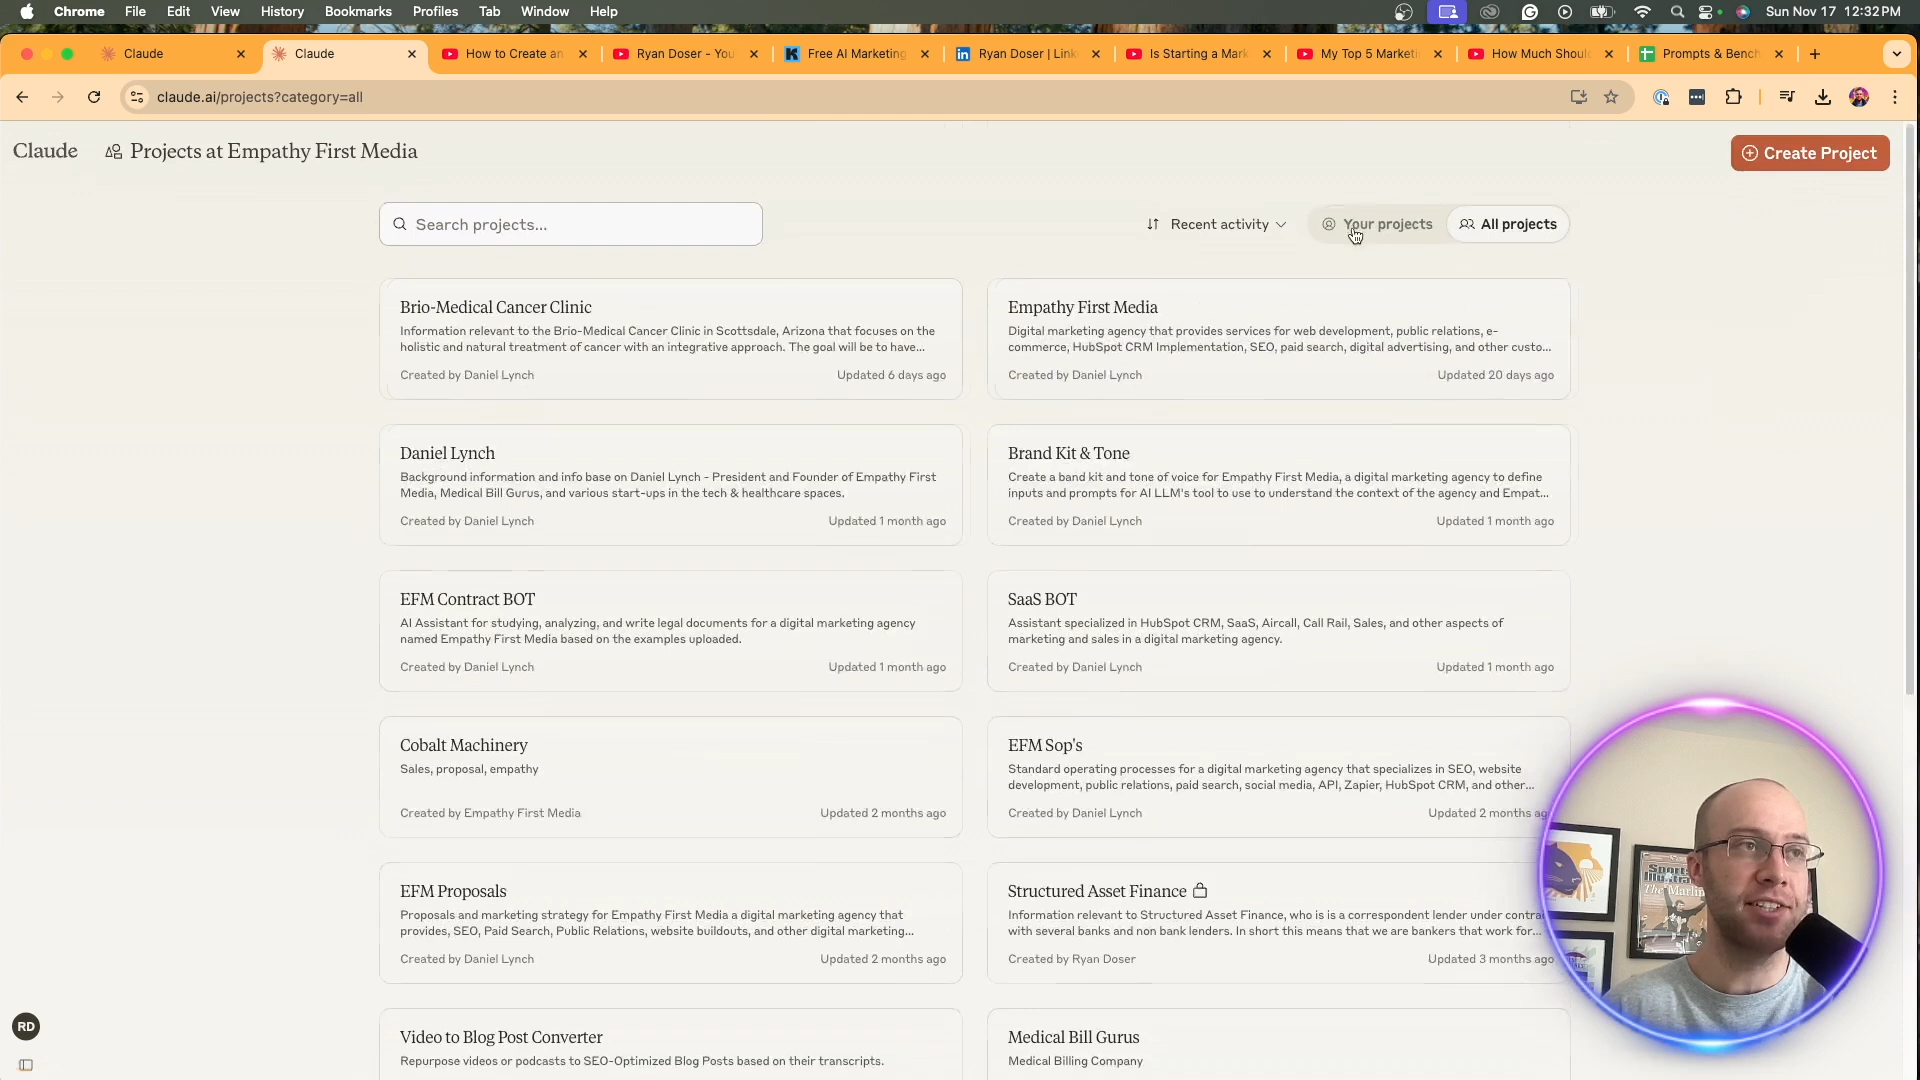 Chrome File Edit View History Bookmarks Profiles Tab Window Help Sun Nov 17 12:32 PM
Claude Claude How to Create an Ryan Doser - You Free AI Marketing Ryan Doser | Link Is Starting a Mark My Top 5 Marketi How Much Shoul Prompts & Bench
claude.ai/projects?category=all
Claude Projects at Empathy First Media Create Project
Search projects... Recent activity Your projects All projects
Brio-Medical Cancer Clinic
Information relevant to the Brio-Medical Cancer Clinic in Scottsdale, Arizona that focuses on the
holistic and natural treatment of cancer with an integrative approach. The goal will be to have...
Created by Daniel Lynch Updated 6 days ago
Empathy First Media
Digital marketing agency that provides services for web development, public relations, e-
commerce, HubSpot CRM Implementation, SEO, paid search, digital advertising, and other custo...
Created by Daniel Lynch Updated 20 days ago
Daniel Lynch
Background information and info base on Daniel Lynch - President and Founder of Empathy First
Media, Medical Bill Gurus, and various start-ups in the tech & healthcare spaces.
Created by Daniel Lynch Updated 1 month ago
Brand Kit & Tone
Create a band kit and tone of voice for Empathy First Media, a digital marketing agency to define
inputs and prompts for AI LLM's tool to use to understand the context of the agency and Empat...
Created by Daniel Lynch Updated 1 month ago
EFM Contract BOT
AI Assistant for studying, analyzing, and write legal documents for a digital marketing agency
named Empathy First Media based on the examples uploaded.
Created by Daniel Lynch Updated 1 month ago
SaaS BOT
Assistant specialized in HubSpot CRM, SaaS, Aircall, Call Rail, Sales, and other aspects of
marketing and sales in a digital marketing agency.
Created by Daniel Lynch Updated 1 month ago
Cobalt Machinery
Sales, proposal, empathy
Created by Empathy First Media Updated 2 months ago
EFM Sop's
Standard operating processes for a digital marketing agency that specializes in SEO, website
development, public relations, paid search, social media, API, Zapier, HubSpot CRM, and other...
Created by Daniel Lynch Updated 2 months ag
EFM Proposals
Proposals and marketing strategy for Empathy First Media a digital marketing agency that
provides, SEO, Paid Search, Public Relations, website buildouts, and other digital marketing...
Created by Daniel Lynch Updated 2 months ago
Structured Asset Finance
Information relevant to Structured Asset Finance, who is is a correspondent lender under contra
with several banks and non bank lenders. In short this means that we are bankers that work for...
Created by Ryan Doser Updated 3 months ago
Video to Blog Post Converter
Repurpose videos or podcasts to SEO-Optimized Blog Posts based on their transcripts.
Medical Bill Gurus
Medical Billing Company
RD
The Marlin